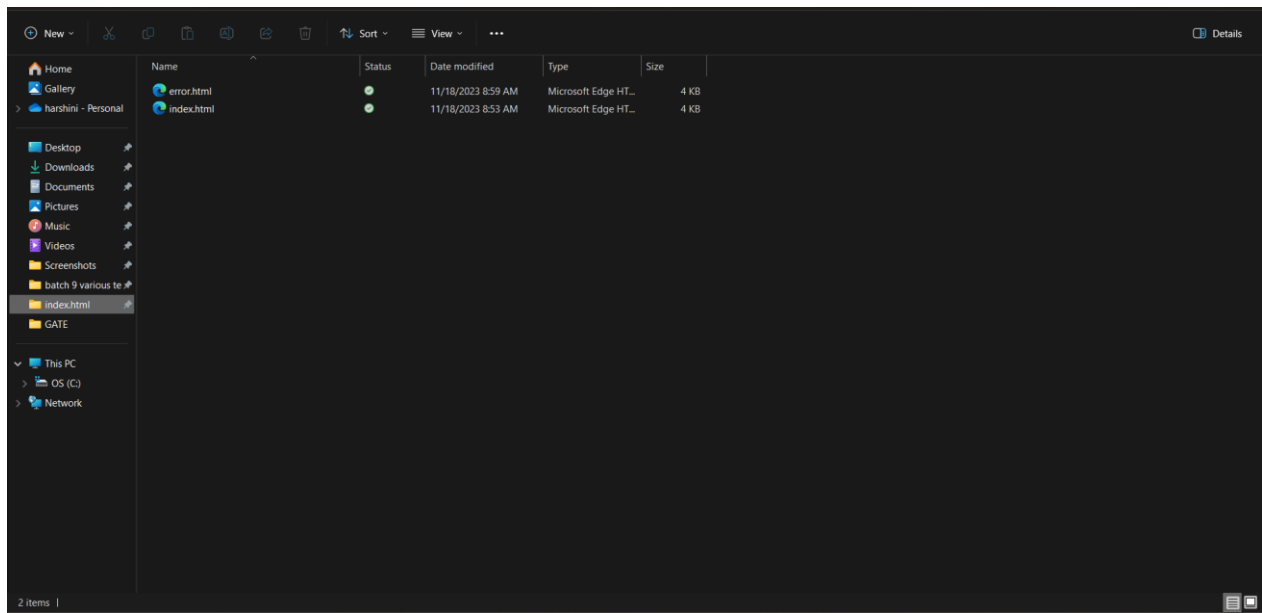 New Sort View ... Details
Name Status Date modified Type Size
error.html 11/18/2023 8:59 AM Microsoft Edge HT... 4 KB
index.html 11/18/2023 8:53 AM Microsoft Edge HT... 4 KB
Home
Gallery
harshini - Personal
Desktop
Downloads
Documents
Pictures
Music
Videos
Screenshots
batch 9 various te
index.html
GATE
This PC
OS (C:)
Network
2 items